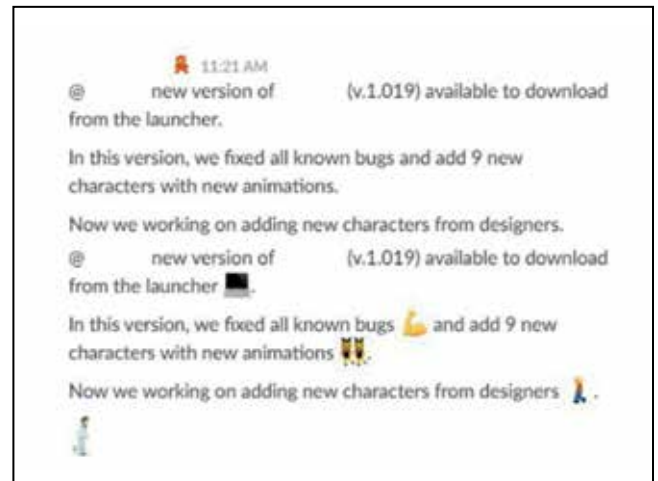 11:21 AM
@ new version of (v.1.019) available to download
from the launcher.
In this version, we fixed all known bugs and add 9 new
characters with new animations.
Now we working on adding new characters from designers.
@ new version of (v.1.019) available to download
from the launcher 💻.
In this version, we fixed all known bugs 💪 and add 9 new
characters with new animations 👯.
Now we working on adding new characters from designers .